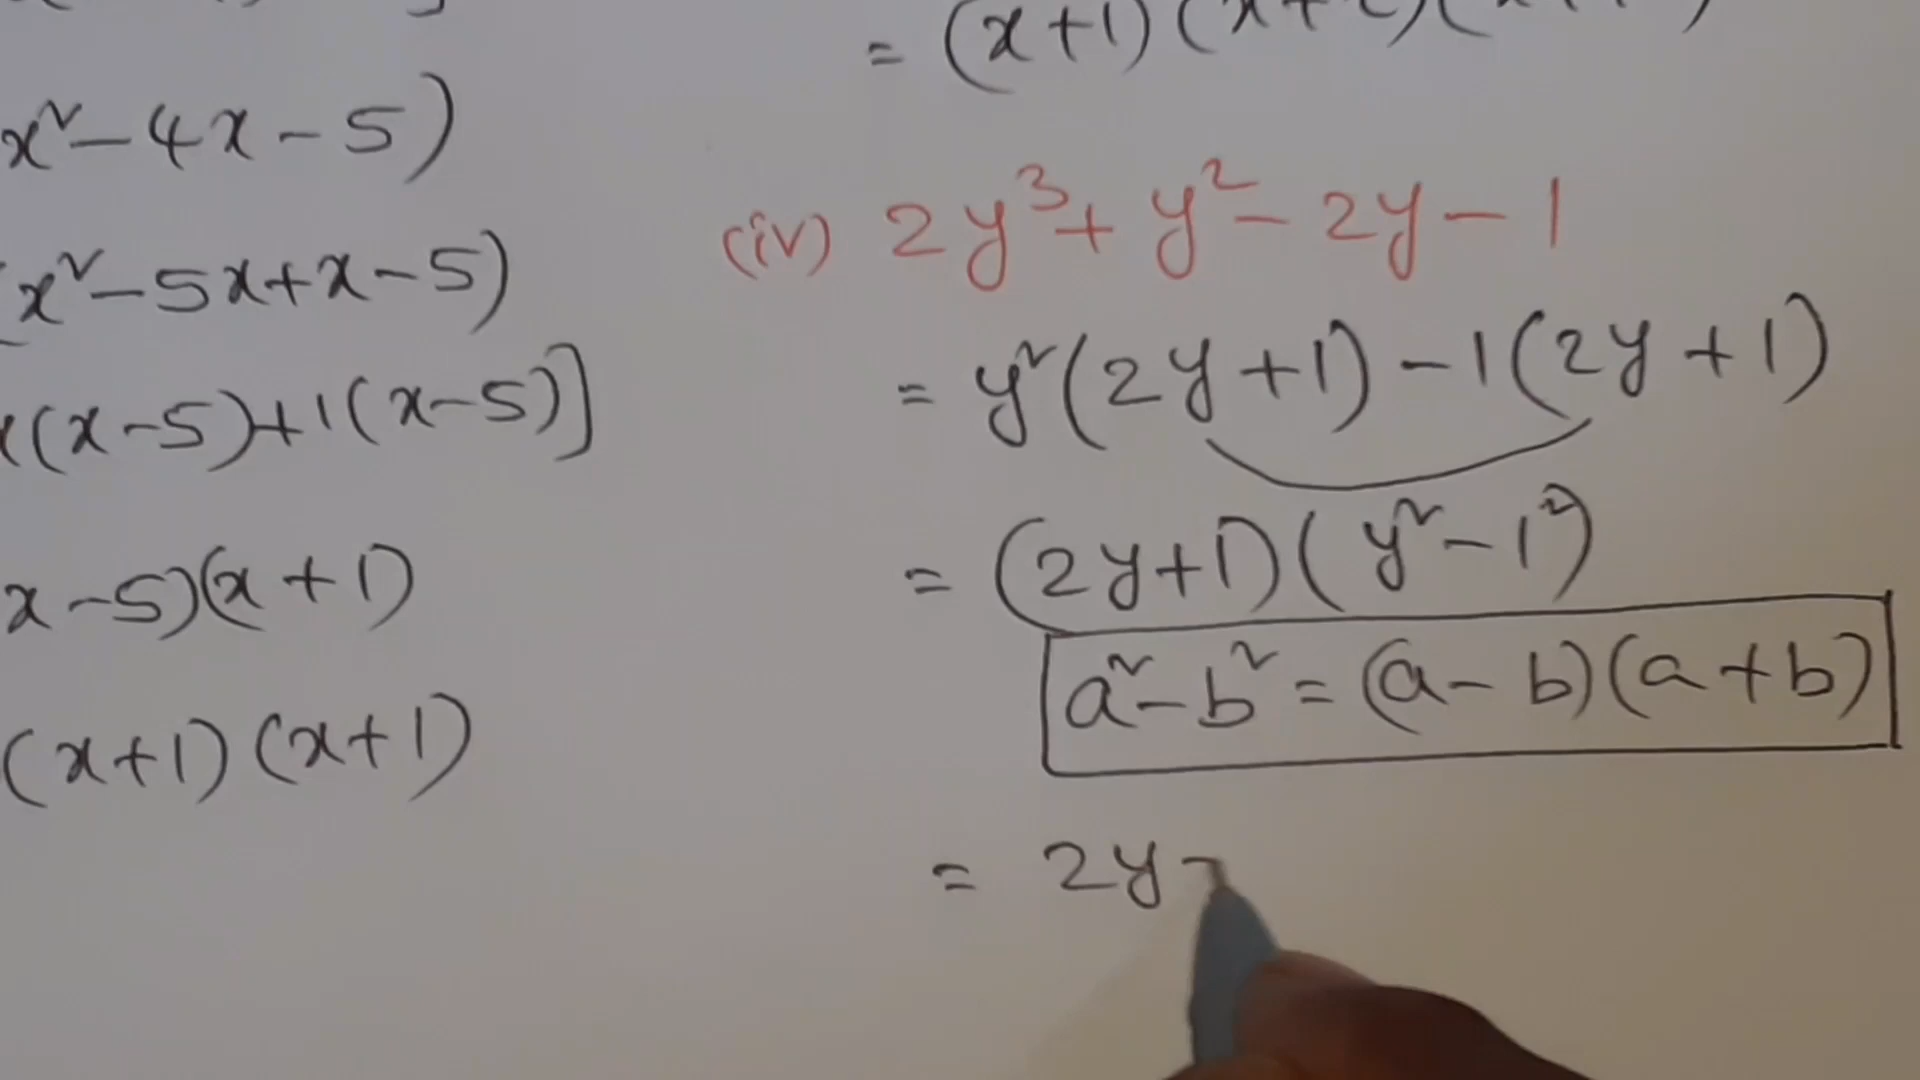 x²-4x-5)
(x²-5x+x-5)
(x-5)+1(x-5)]
x-5)(x+1)
(x+1)(x+1)
= (x+1)(x+
(iv) 2y³+y²-2y-1
= y²(2y+1)-1(2y+1)
= (2y+1)(y²-1²)
a²-b²=(a-b)(a+b)
= 2y